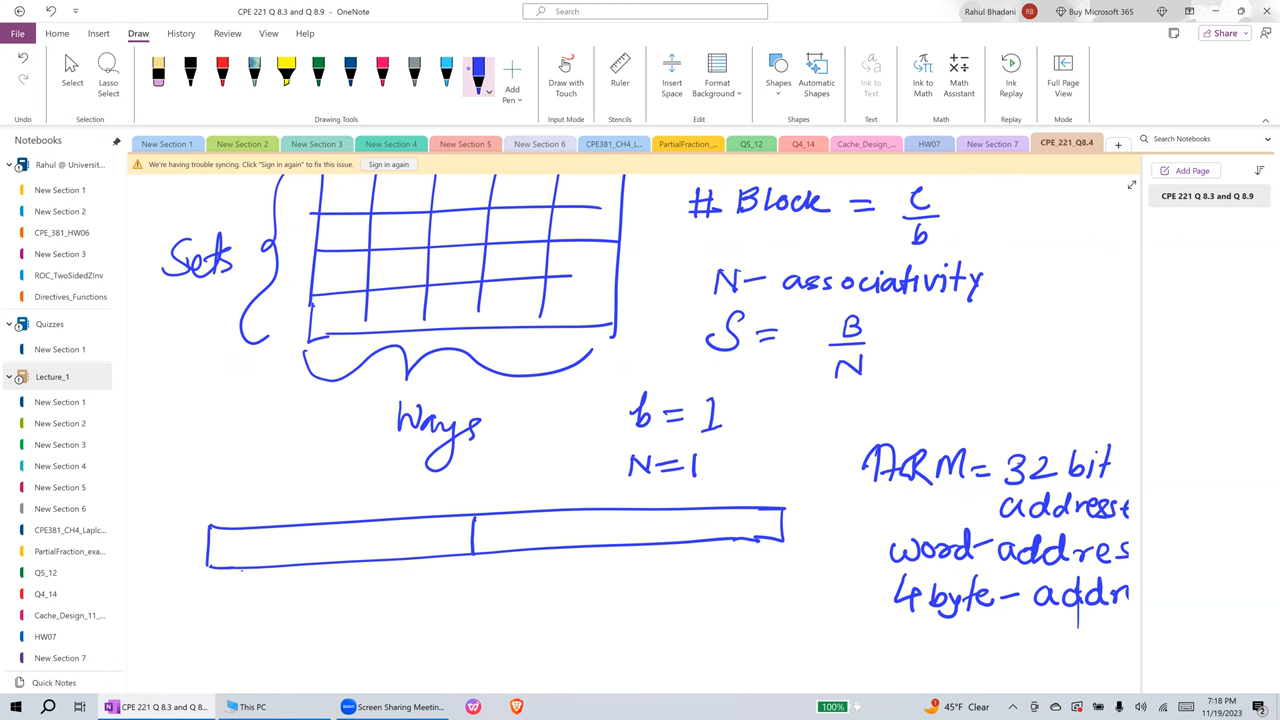 CPE 221 Q 8.3 and Q 8.9 - OneNote
Search
Rahul Bhadani
RB
Buy Microsoft 365
File
Home
Insert
Draw
History
Review
View
Help
Share
Select
Lasso
Select
Add
Pen
Draw with
Touch
Ruler
Insert
Space
Format
Background
Shapes
Automatic
Shapes
Ink
to Text
Ink to
Math
Math
Assistant
Ink
Replay
Full Page
View
Undo
Selection
Drawing Tools
Input Mode
Stencils
Edit
Shapes
Text
Math
Replay
Mode
Notebooks
New Section 1
New Section 2
New Section 3
New Section 4
New Section 5
New Section 6
CPE381_CH4_L...
PartialFraction_...
Q5_12
Q4_14
Cache_Design_...
HW07
New Section 7
CPE_221_Q8.4
Search Notebooks
We're having trouble syncing. Click "Sign in again" to fix this issue.
Sign in again
Add Page
CPE 221 Q 8.3 and Q 8.9
Rahul @ Universit...
New Section 1
New Section 2
CPE_381_HW06
New Section 3
ROC_TwoSidedZInv
Directives_Functions
Quizzes
New Section 1
Lecture_1
New Section 1
New Section 2
New Section 3
New Section 4
New Section 5
New Section 6
CPE381_CH4_Laplc...
PartialFraction_exa...
Q5_12
Q4_14
Cache_Design_11_...
HW07
New Section 7
Quick Notes
# Block = C/b
N- associativity
Sets
S = B/N
Ways
b = 1
N=1
ARM = 32 bit
addresse
word-addres
4byte- addr
CPE 221 Q 8.3 and Q 8...
This PC
Screen Sharing Meetin...
100%
45°F Clear
7:18 PM
11/19/2023
2